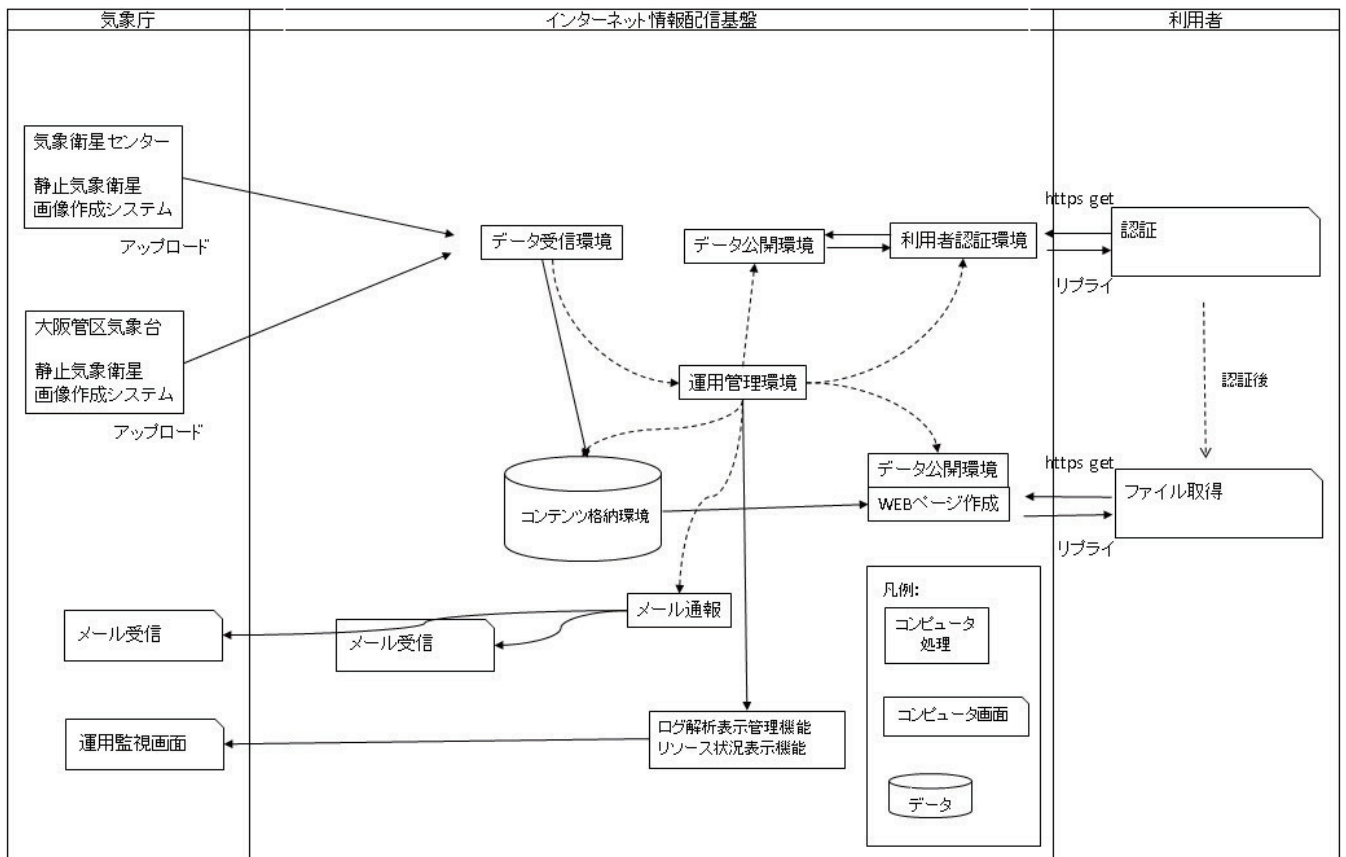 気象庁
インターネット情報配信基盤
利用者
気象衛星センター
静止気象衛星
画像作成システム
アップロード
データ受信環境
データ公開環境
利用者認証環境
https get
認証
リプライ
大阪管区気象台
静止気象衛星
画像作成システム
アップロード
運用管理環境
認証後
コンテンツ格納環境
データ公開環境
WEBページ作成
https get
ファイル取得
リプライ
メール通報
メール受信
メール受信
ログ解析表示管理機能
リソース状況表示機能
運用監視画面
凡例:
コンピュータ
処理
コンピュータ画面
データ